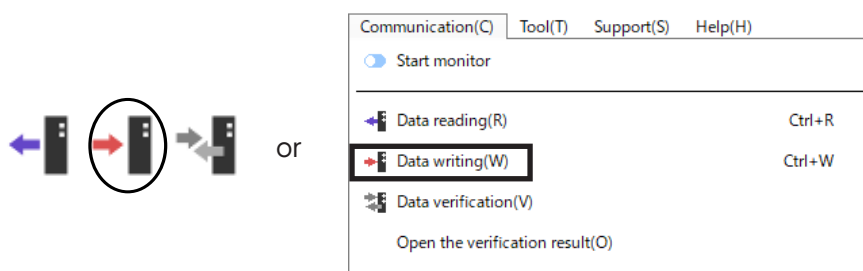 Communication(C) Tool(T) Support(S) Help(H)
Start monitor
Data reading(R) Ctrl+R
or
Data writing(W) Ctrl+W
Data verification(V)
Open the verification result(O)